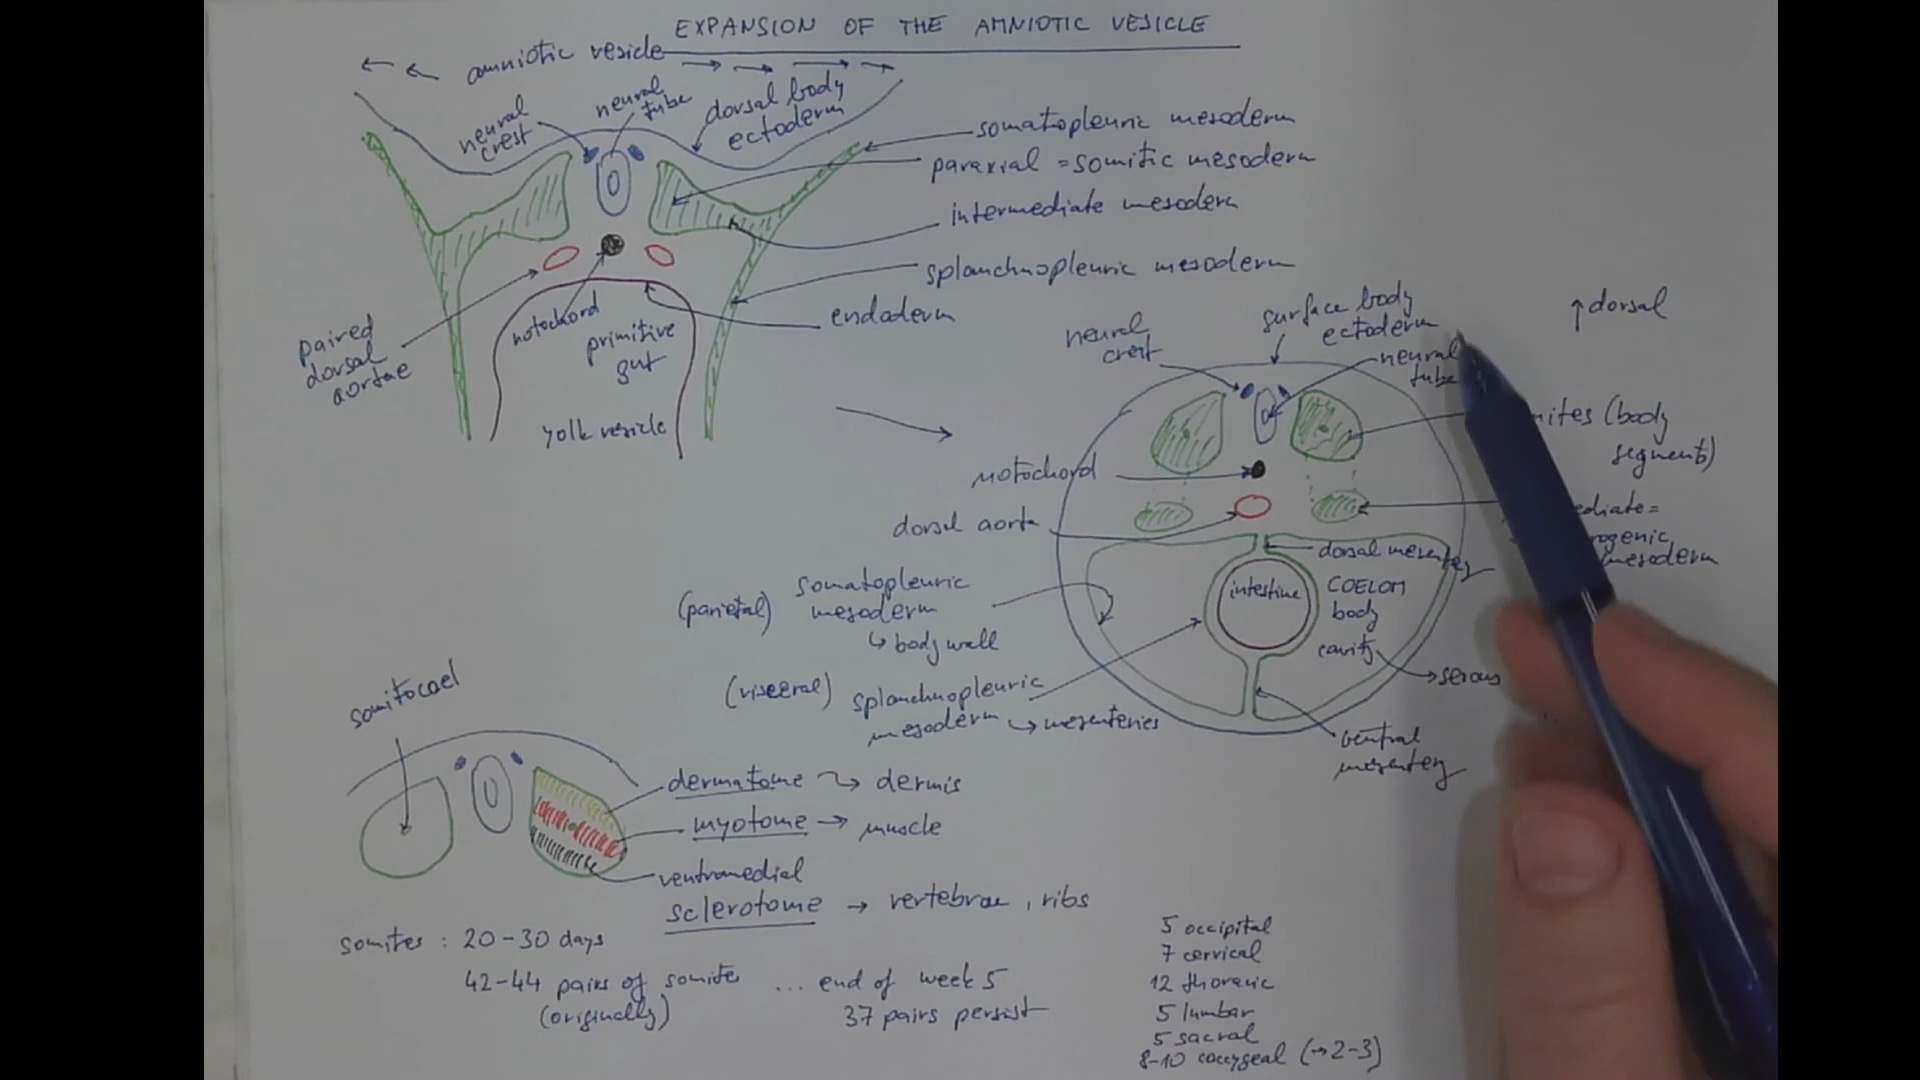 EXPANSION OF THE AMNIOTIC VESICLE
amniotic vesicle
neural
crest
neural
tube
dorsal body
ectoderm
somatopleuric mesoderm
paraxial = somitic mesoderm
intermediate mesoderm
splanchnopleuric mesoderm
endoderm
paired
dorsal
aortae
notochord
primitive
gut
yolk vesicle
↑ dorsal
surface body
ectoderm
neural
crest
neural
tube
(body
segments)
notochord
dorsal aorta
mesoderm
dorsal mesentery
intestine
COELOM
body
cavity
→ serous
ventral
mesentery
(parietal) somatopleuric
mesoderm
↳ body wall
(visceral) splanchnopleuric
mesoderm → mesenteries
somitocoel
dermatome → dermis
myotome → muscle
ventromedial
sclerotome → vertebrae, ribs
somites: 20-30 days
42-44 pairs of somite ... end of week 5
(originally)
37 pairs persist
5 occipital
7 cervical
12 thoracic
5 lumbar
5 sacral
8-10 coccygeal (→2-3)